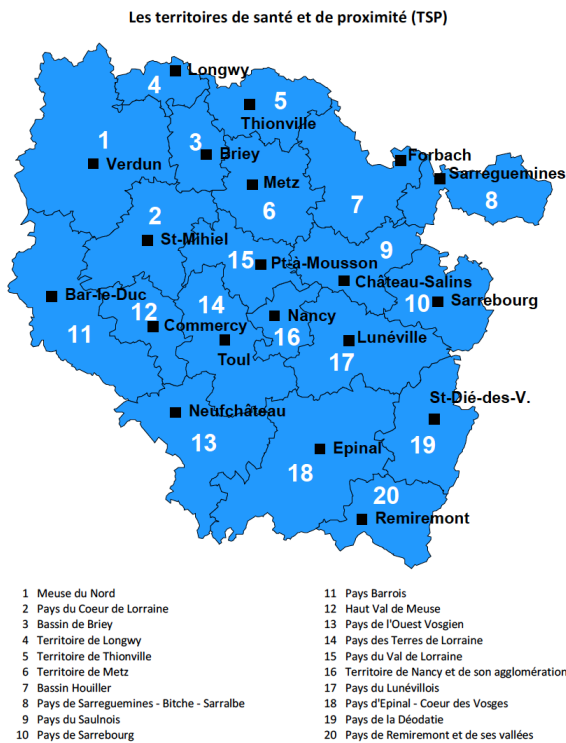 Les territoires de santé et de proximité (TSP)
Longwy
4
5
Thionville
1
3
Briey
Verdun
Forbach
Metz
Sarreguemines
6
7
8
2
St-Mihiel
9
15
Pt-à-Mousson
Château-Salins
Bar-le-Duc
14
10
Sarrebourg
12
Commercy
Nancy
11
16
Lunéville
Toul
17
St-Dié-des-V.
Neufchâteau
13
19
Epinal
18
20
Remiremont
1 Meuse du Nord
2 Pays du Coeur de Lorraine
3 Bassin de Briey
4 Territoire de Longwy
5 Territoire de Thionville
6 Territoire de Metz
7 Bassin Houiller
8 Pays de Sarreguemines - Bitche - Sarralbe
9 Pays du Saulnois
10 Pays de Sarrebourg
11 Pays Barrois
12 Haut Val de Meuse
13 Pays de l'Ouest Vosgien
14 Pays des Terres de Lorraine
15 Pays du Val de Lorraine
16 Territoire de Nancy et de son agglomération
17 Pays du Lunévillois
18 Pays d'Epinal - Coeur des Vosges
19 Pays de la Déodatie
20 Pays de Remiremont et de ses vallées